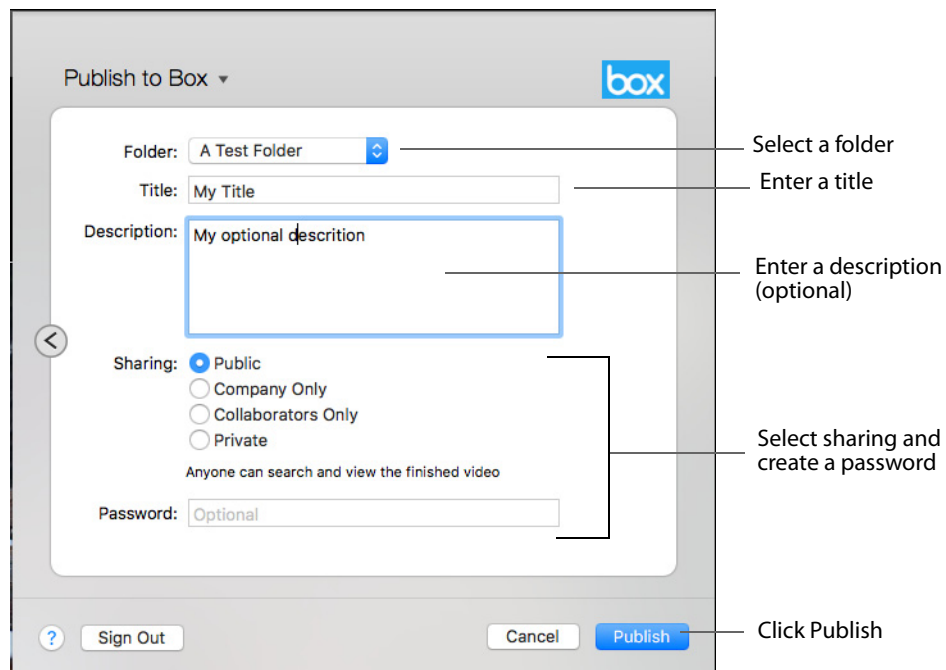 Publish to Box
box
Folder: A Test Folder
Select a folder
Title: My Title
Enter a title
Description: My optional descrition
Enter a description
(optional)
<
Sharing: Public
Company Only
Collaborators Only
Private
Select sharing and
create a password
Anyone can search and view the finished video
Password: Optional
? Sign Out Cancel Publish
Click Publish